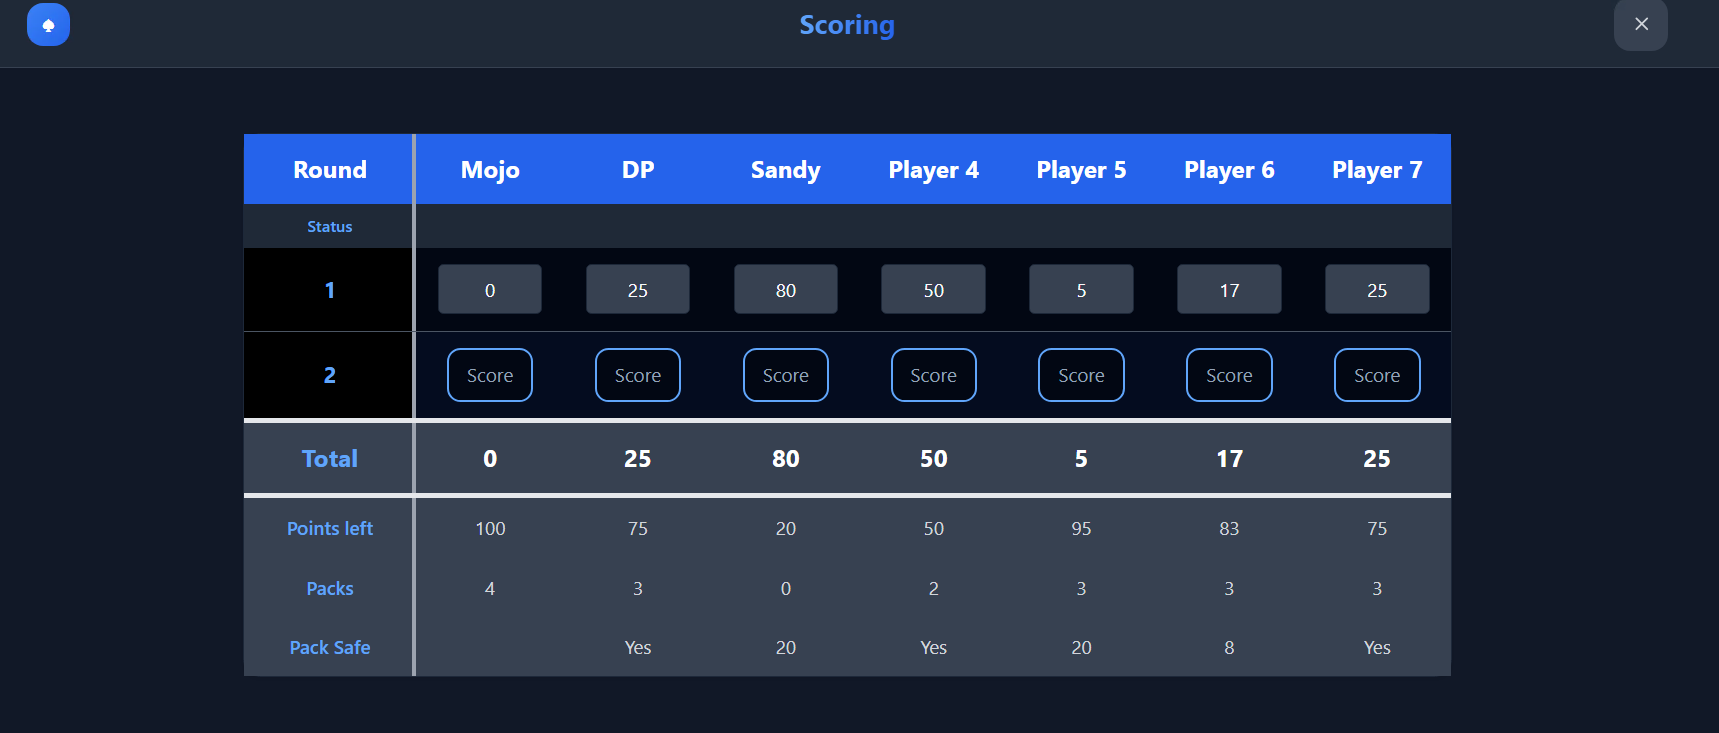 Scoring
Round Mojo DP Sandy Player 4 Player 5 Player 6 Player 7
Status
1 0 25 80 50 5 17 25
2 Score Score Score Score Score Score Score
Total 0 25 80 50 5 17 25
Points left 100 75 20 50 95 83 75
Packs 4 3 0 2 3 3 3
Pack Safe Yes 20 Yes 20 8 Yes